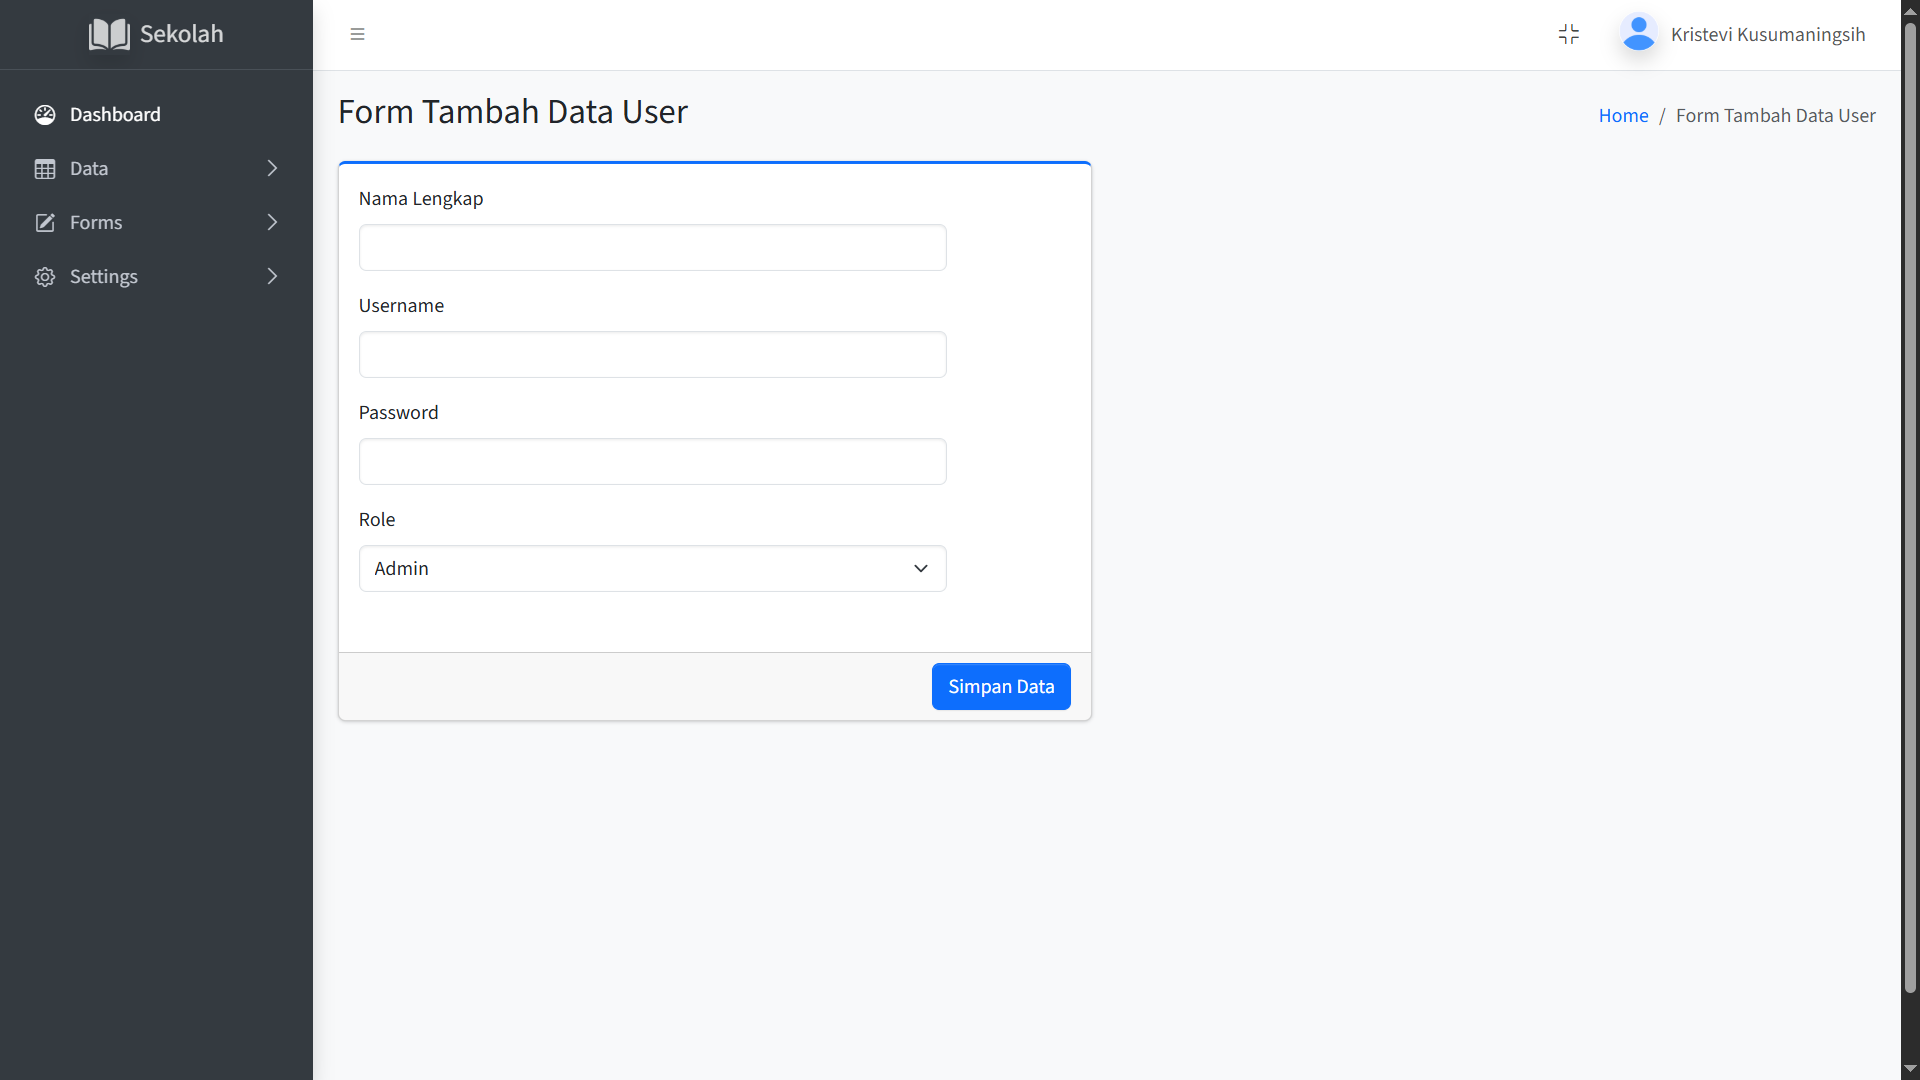 Sekolah
Kristevi Kusumaningsih
Dashboard
Data
Forms
Settings
Form Tambah Data User
Home / Form Tambah Data User
Nama Lengkap
Username
Password
Role
Admin
Simpan Data